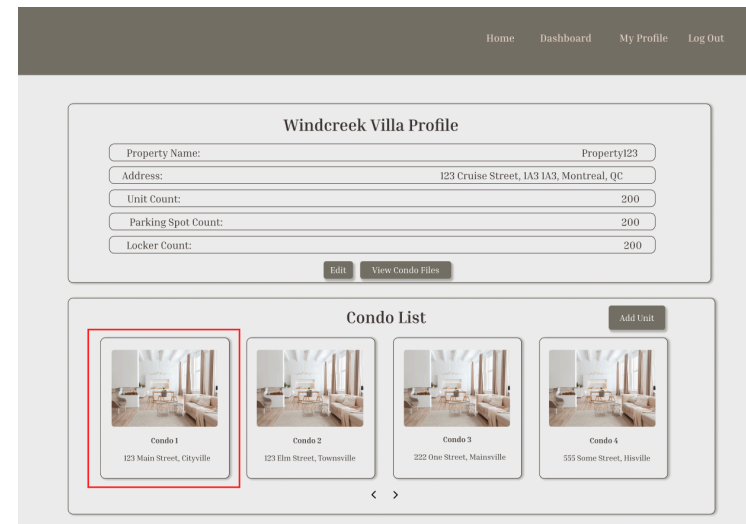 Home Dashboard My Profile Log Out
Windcreek Villa Profile
Property Name: Property123
Address: 123 Cruise Street, 1A3 1A3, Montreal, QC
Unit Count: 200
Parking Spot Count: 200
Locker Count: 200
Edit View Condo Files
Condo List Add Unit
Condo 1 Condo 2 Condo 3 Condo 4
123 Main Street, Cityville 123 Elm Street, Townsville 222 One Street, Mainsville 555 Some Street, Hisville